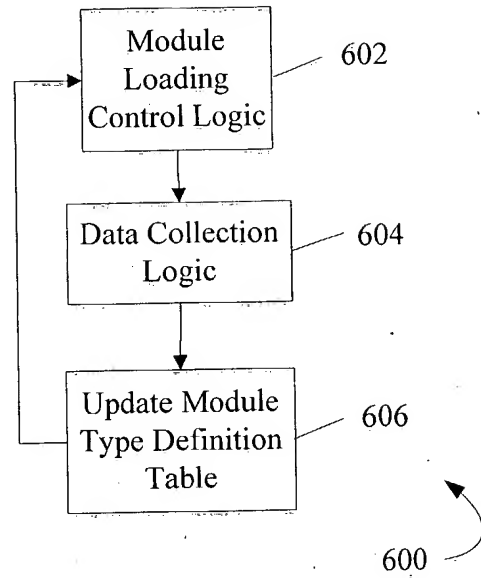 Module
Loading
Control Logic
602
Data Collection
Logic
604
Update Module
Type Definition
Table
606
600